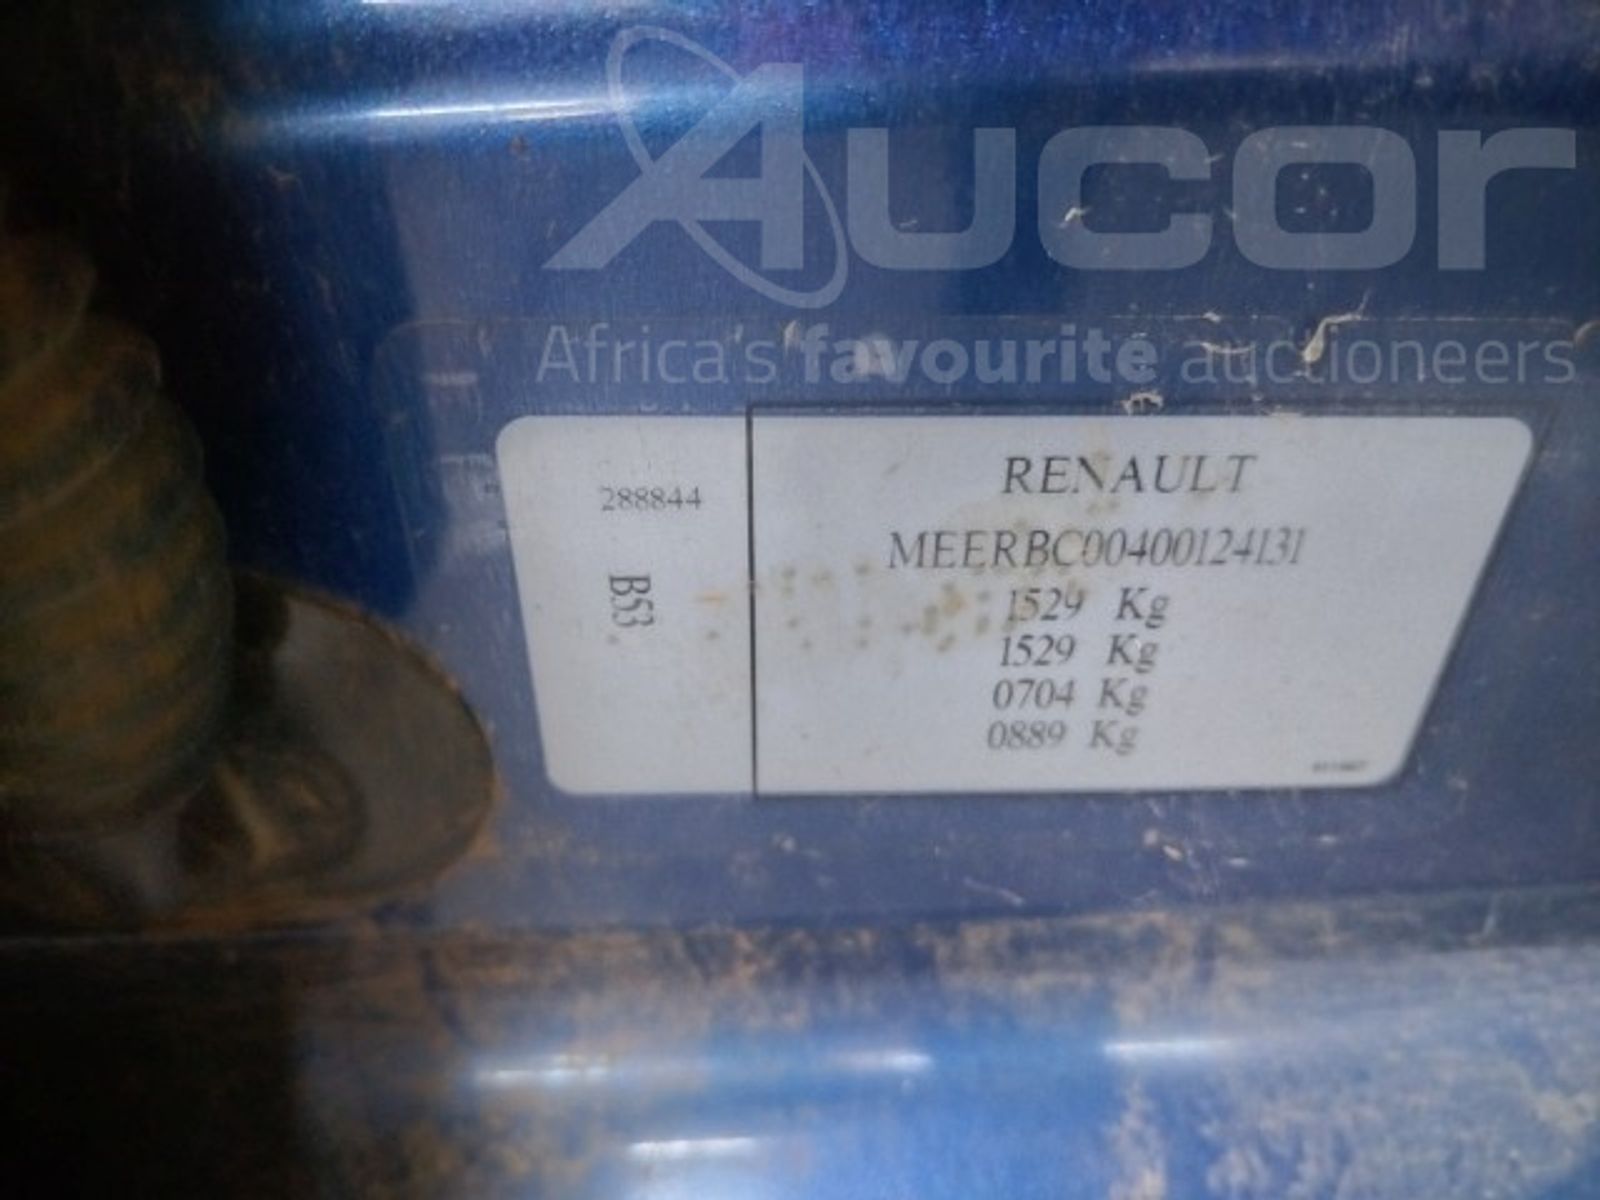 Aucor
Africa's favourite auctioneers
288844
B53
RENAULT
MEERBC00400124131
1529 Kg
1529 Kg
0704 Kg
0889 Kg